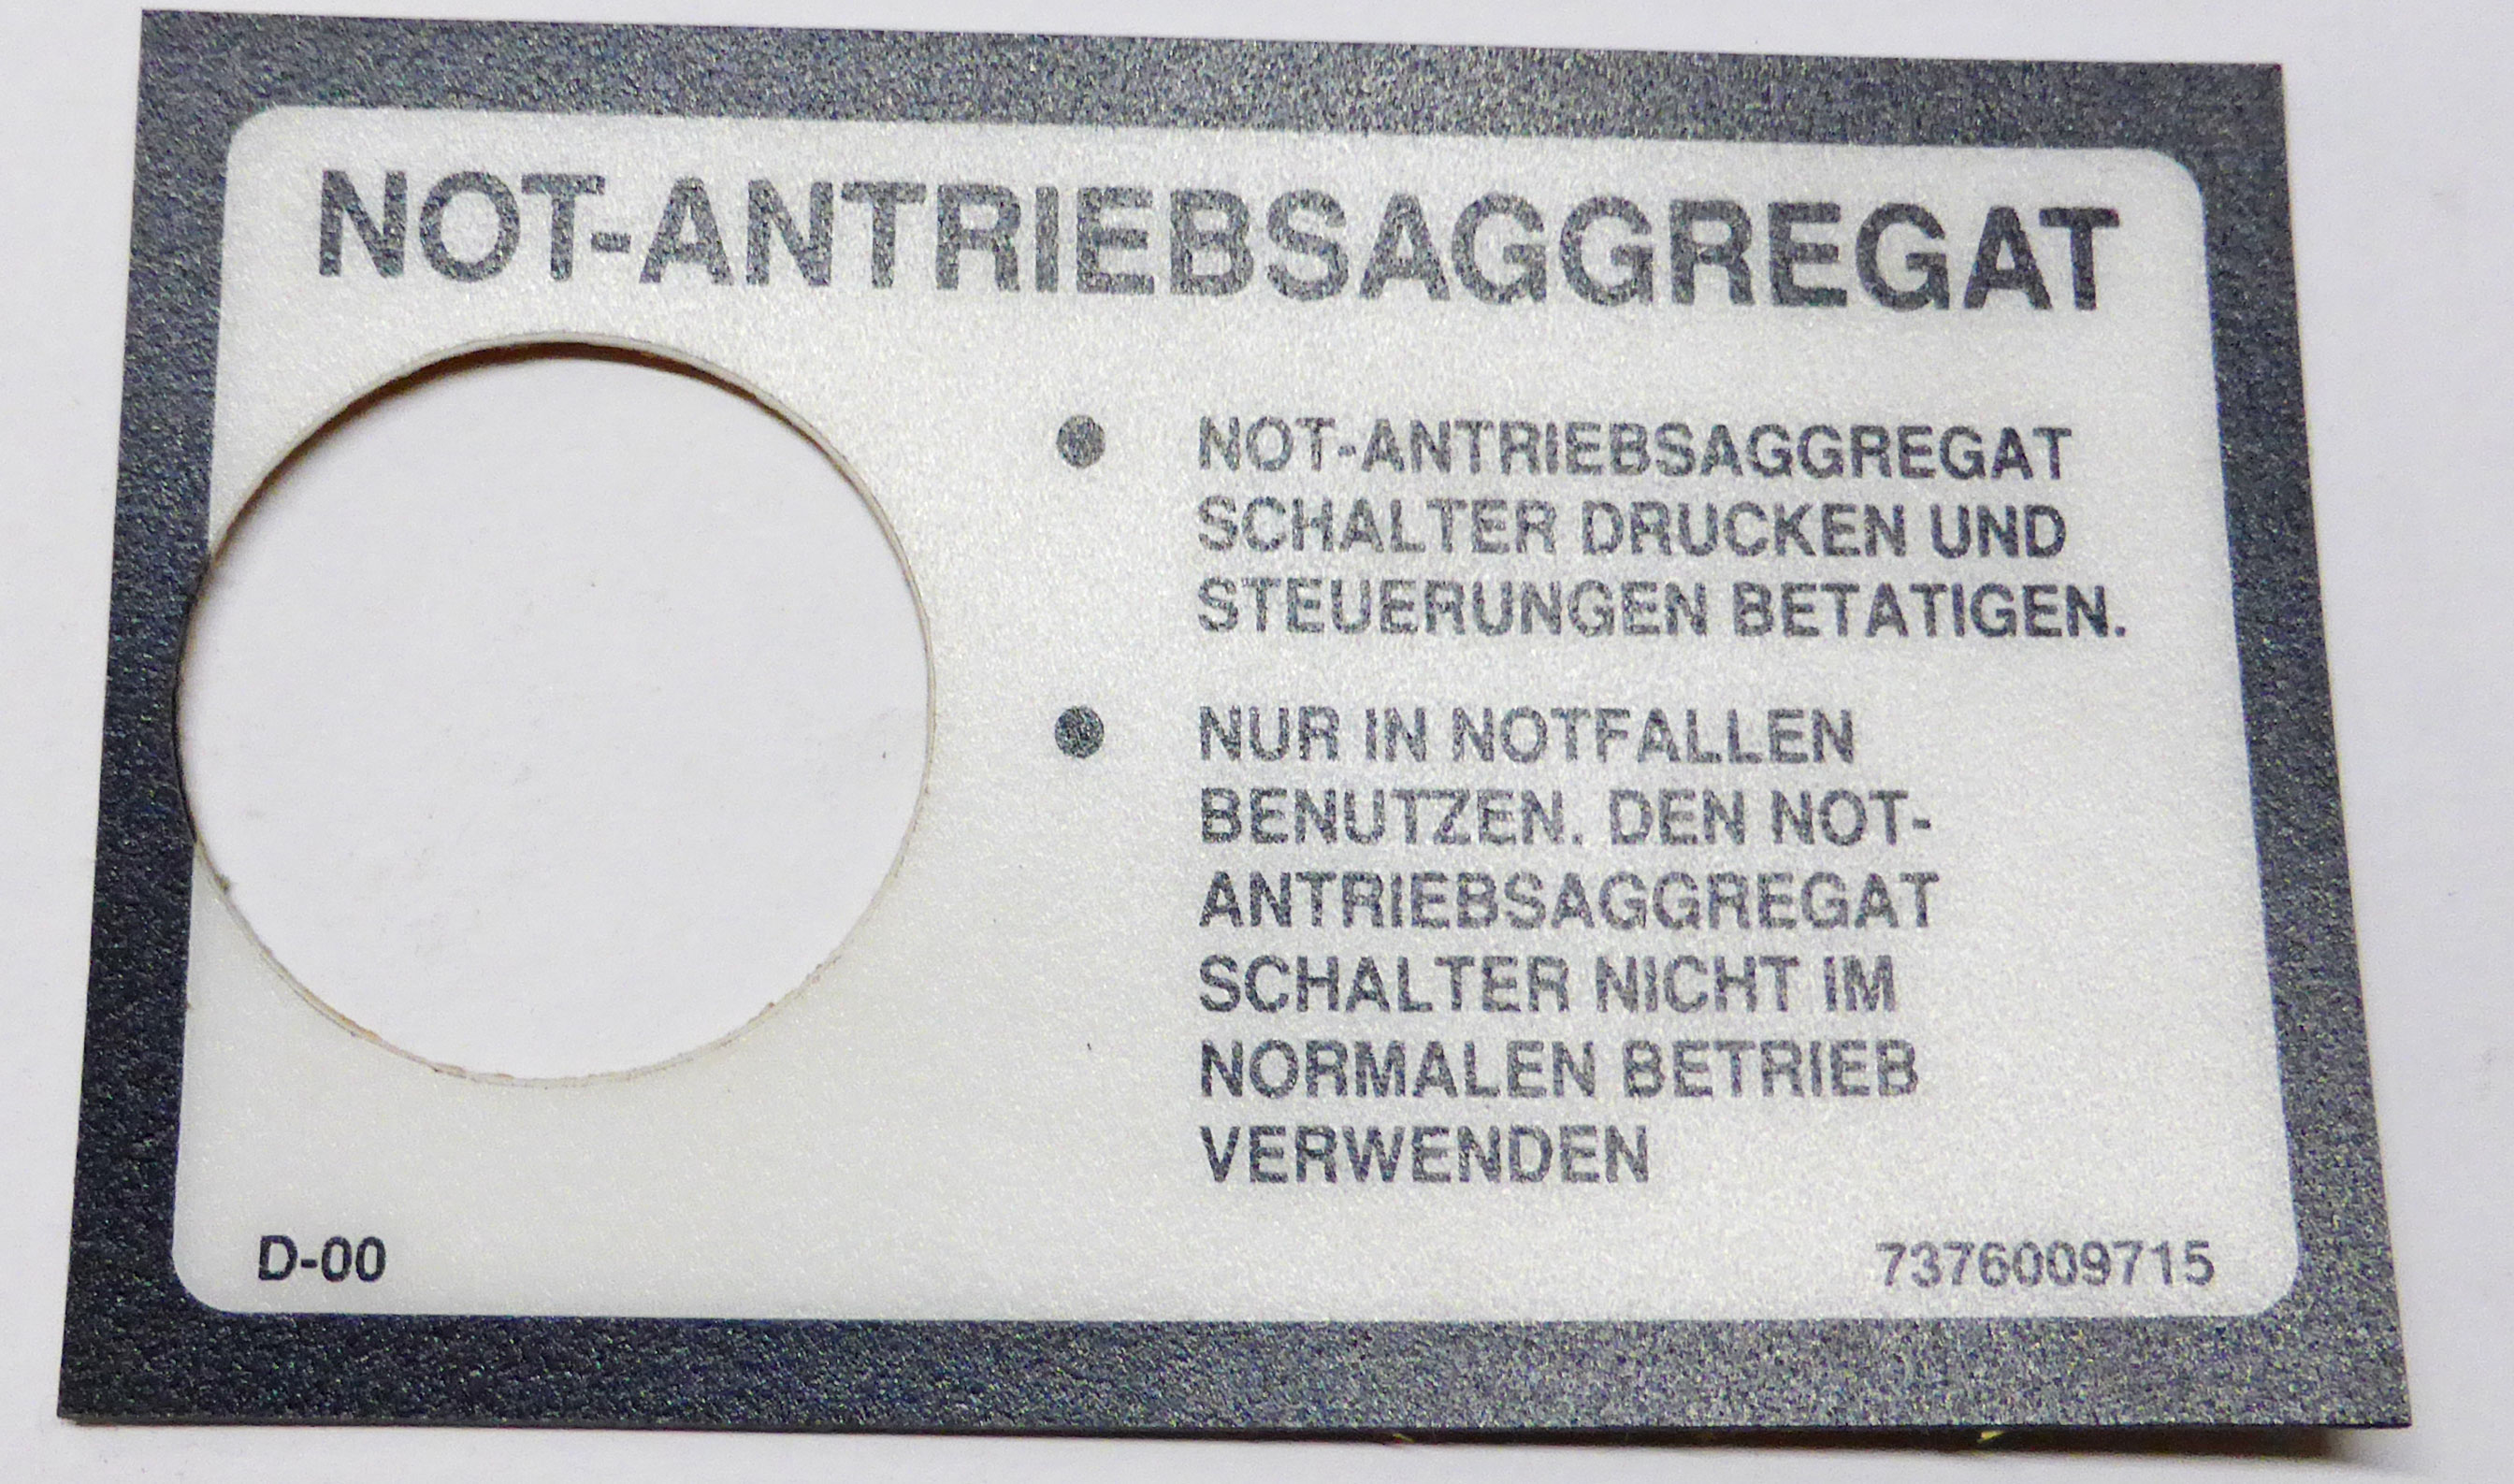 NOT-ANTRIEBSAGGREGAT
● NOT-ANTRIEBSAGGREGAT
SCHALTER DRUCKEN UND
STEUERUNGEN BETATIGEN.
● NUR IN NOTFALLEN
BENUTZEN. DEN NOT-
ANTRIEBSAGGREGAT
SCHALTER NICHT IM
NORMALEN BETRIEB
VERWENDEN
D-00
7376009715